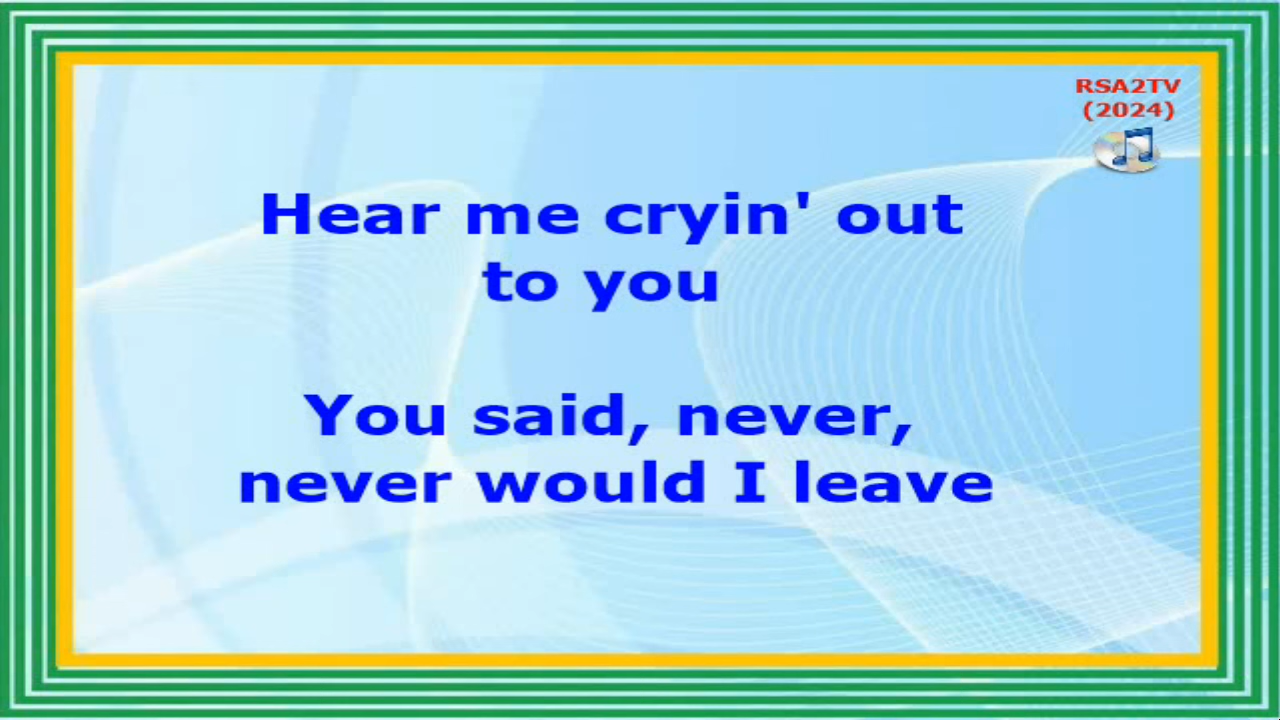 RSA2TV
(2024)
Hear me cryin' out
to you
You said, never,
never would I leave